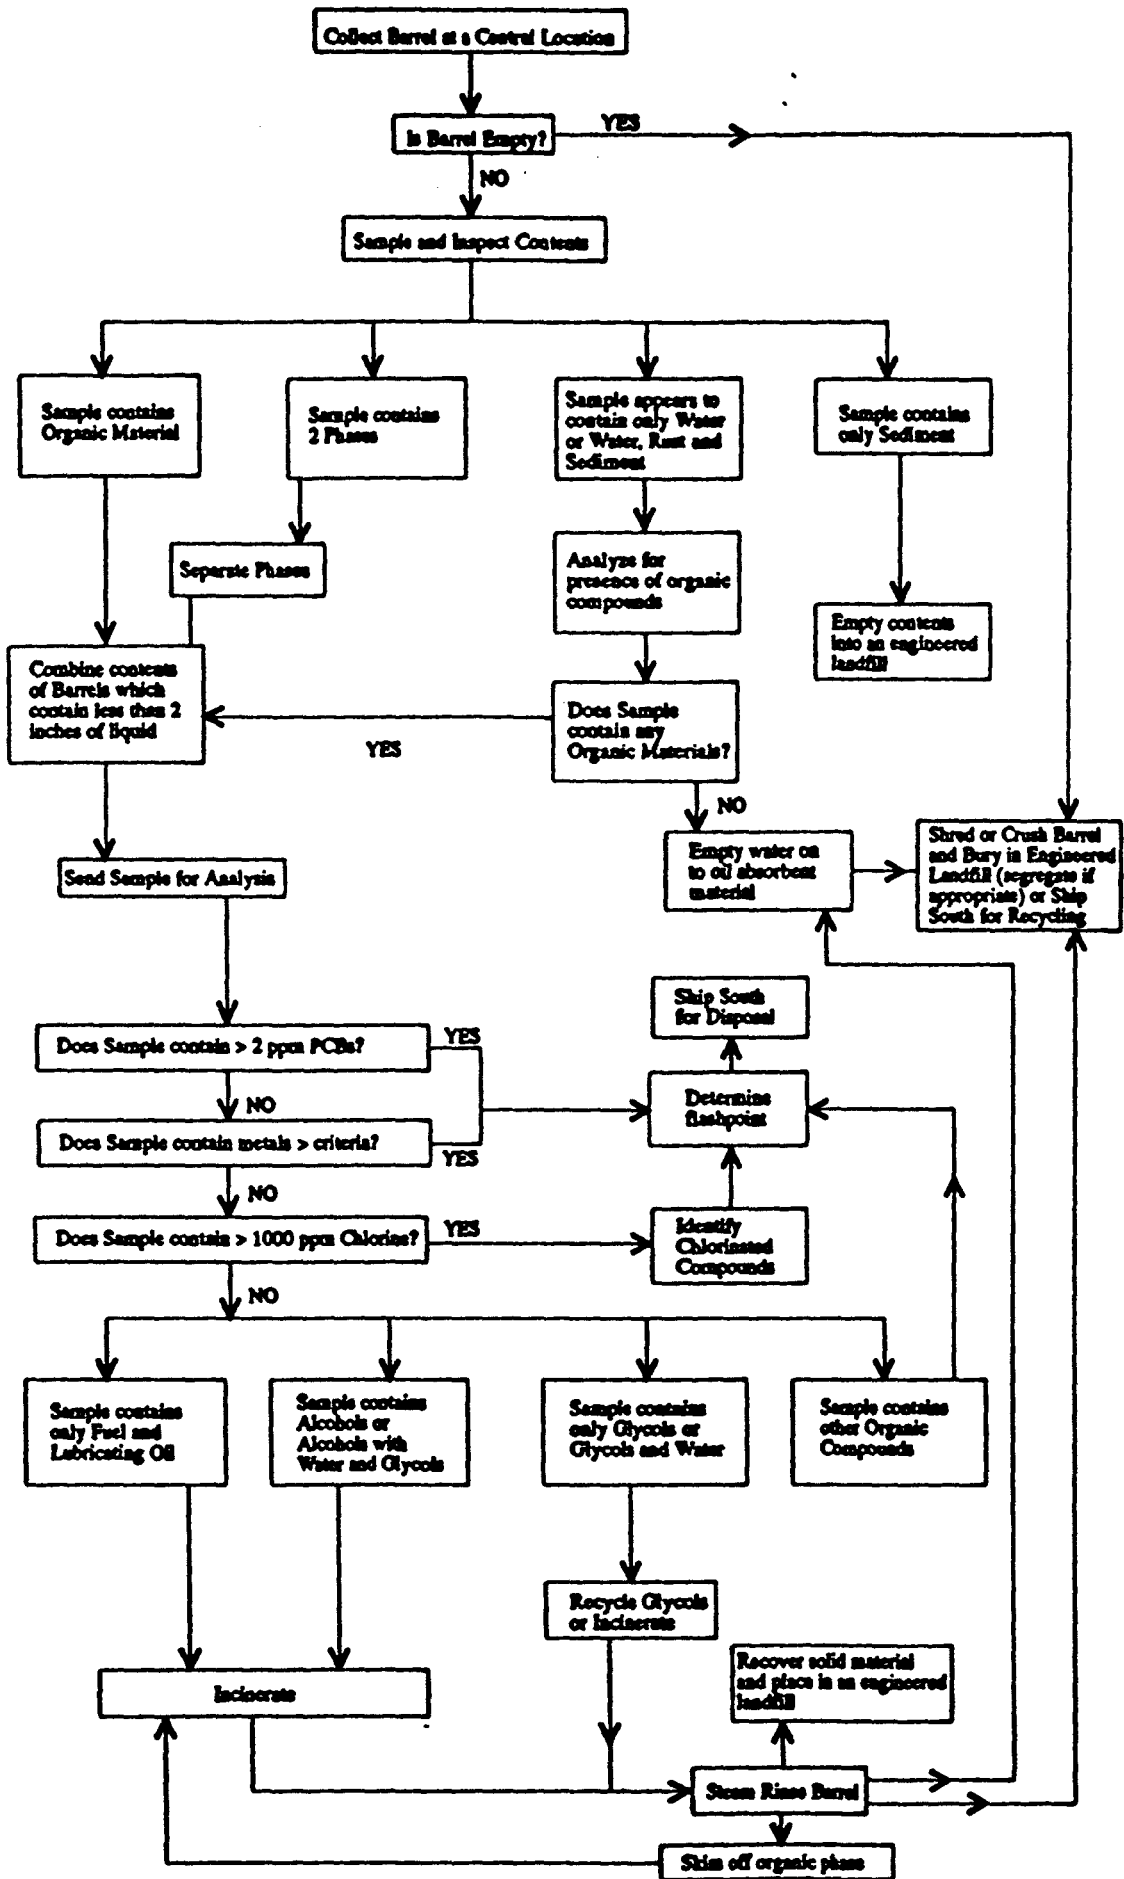 Collect Barrel at a Central Location
Is Barrel Empty?
YES
NO
Sample and Inspect Contents
Sample contains
Organic Material
Sample contains
2 Phases
Sample appears to
contain only Water
or Water, Rust and
Sediment
Sample contains
only Sediment
Separate Phases
Analyze for
presence of organic
compounds
Empty contents
into an engineered
landfill
Combine contents
of Barrels which
contain less than 2
inches of liquid
Does Sample
contain any
Organic Materials?
YES
NO
Send Sample for Analysis
Empty water on
to oil absorbent
material
Shred or Crush Barrel
and Bury in Engineered
Landfill (segregate if
appropriate) or Ship
South for Recycling
Ship South
for Disposal
Does Sample contain > 2 ppm PCBs?
YES
NO
Determine
flashpoint
Does Sample contain metals > criteria?
YES
NO
Does Sample contain > 1000 ppm Chlorine?
YES
Identify
Chlorinated
Compounds
NO
Sample contains
only Fuel and
Lubricating Oil
Sample contains
Alcohols or
Alcohols with
Water and Glycols
Sample contains
only Glycols or
Glycols and Water
Sample contains
other Organic
Compounds
Recycle Glycols
or Incinerate
Incinerate
Recover solid material
and place in an engineered
landfill
Steam Rinse Barrel
Skim off organic phase